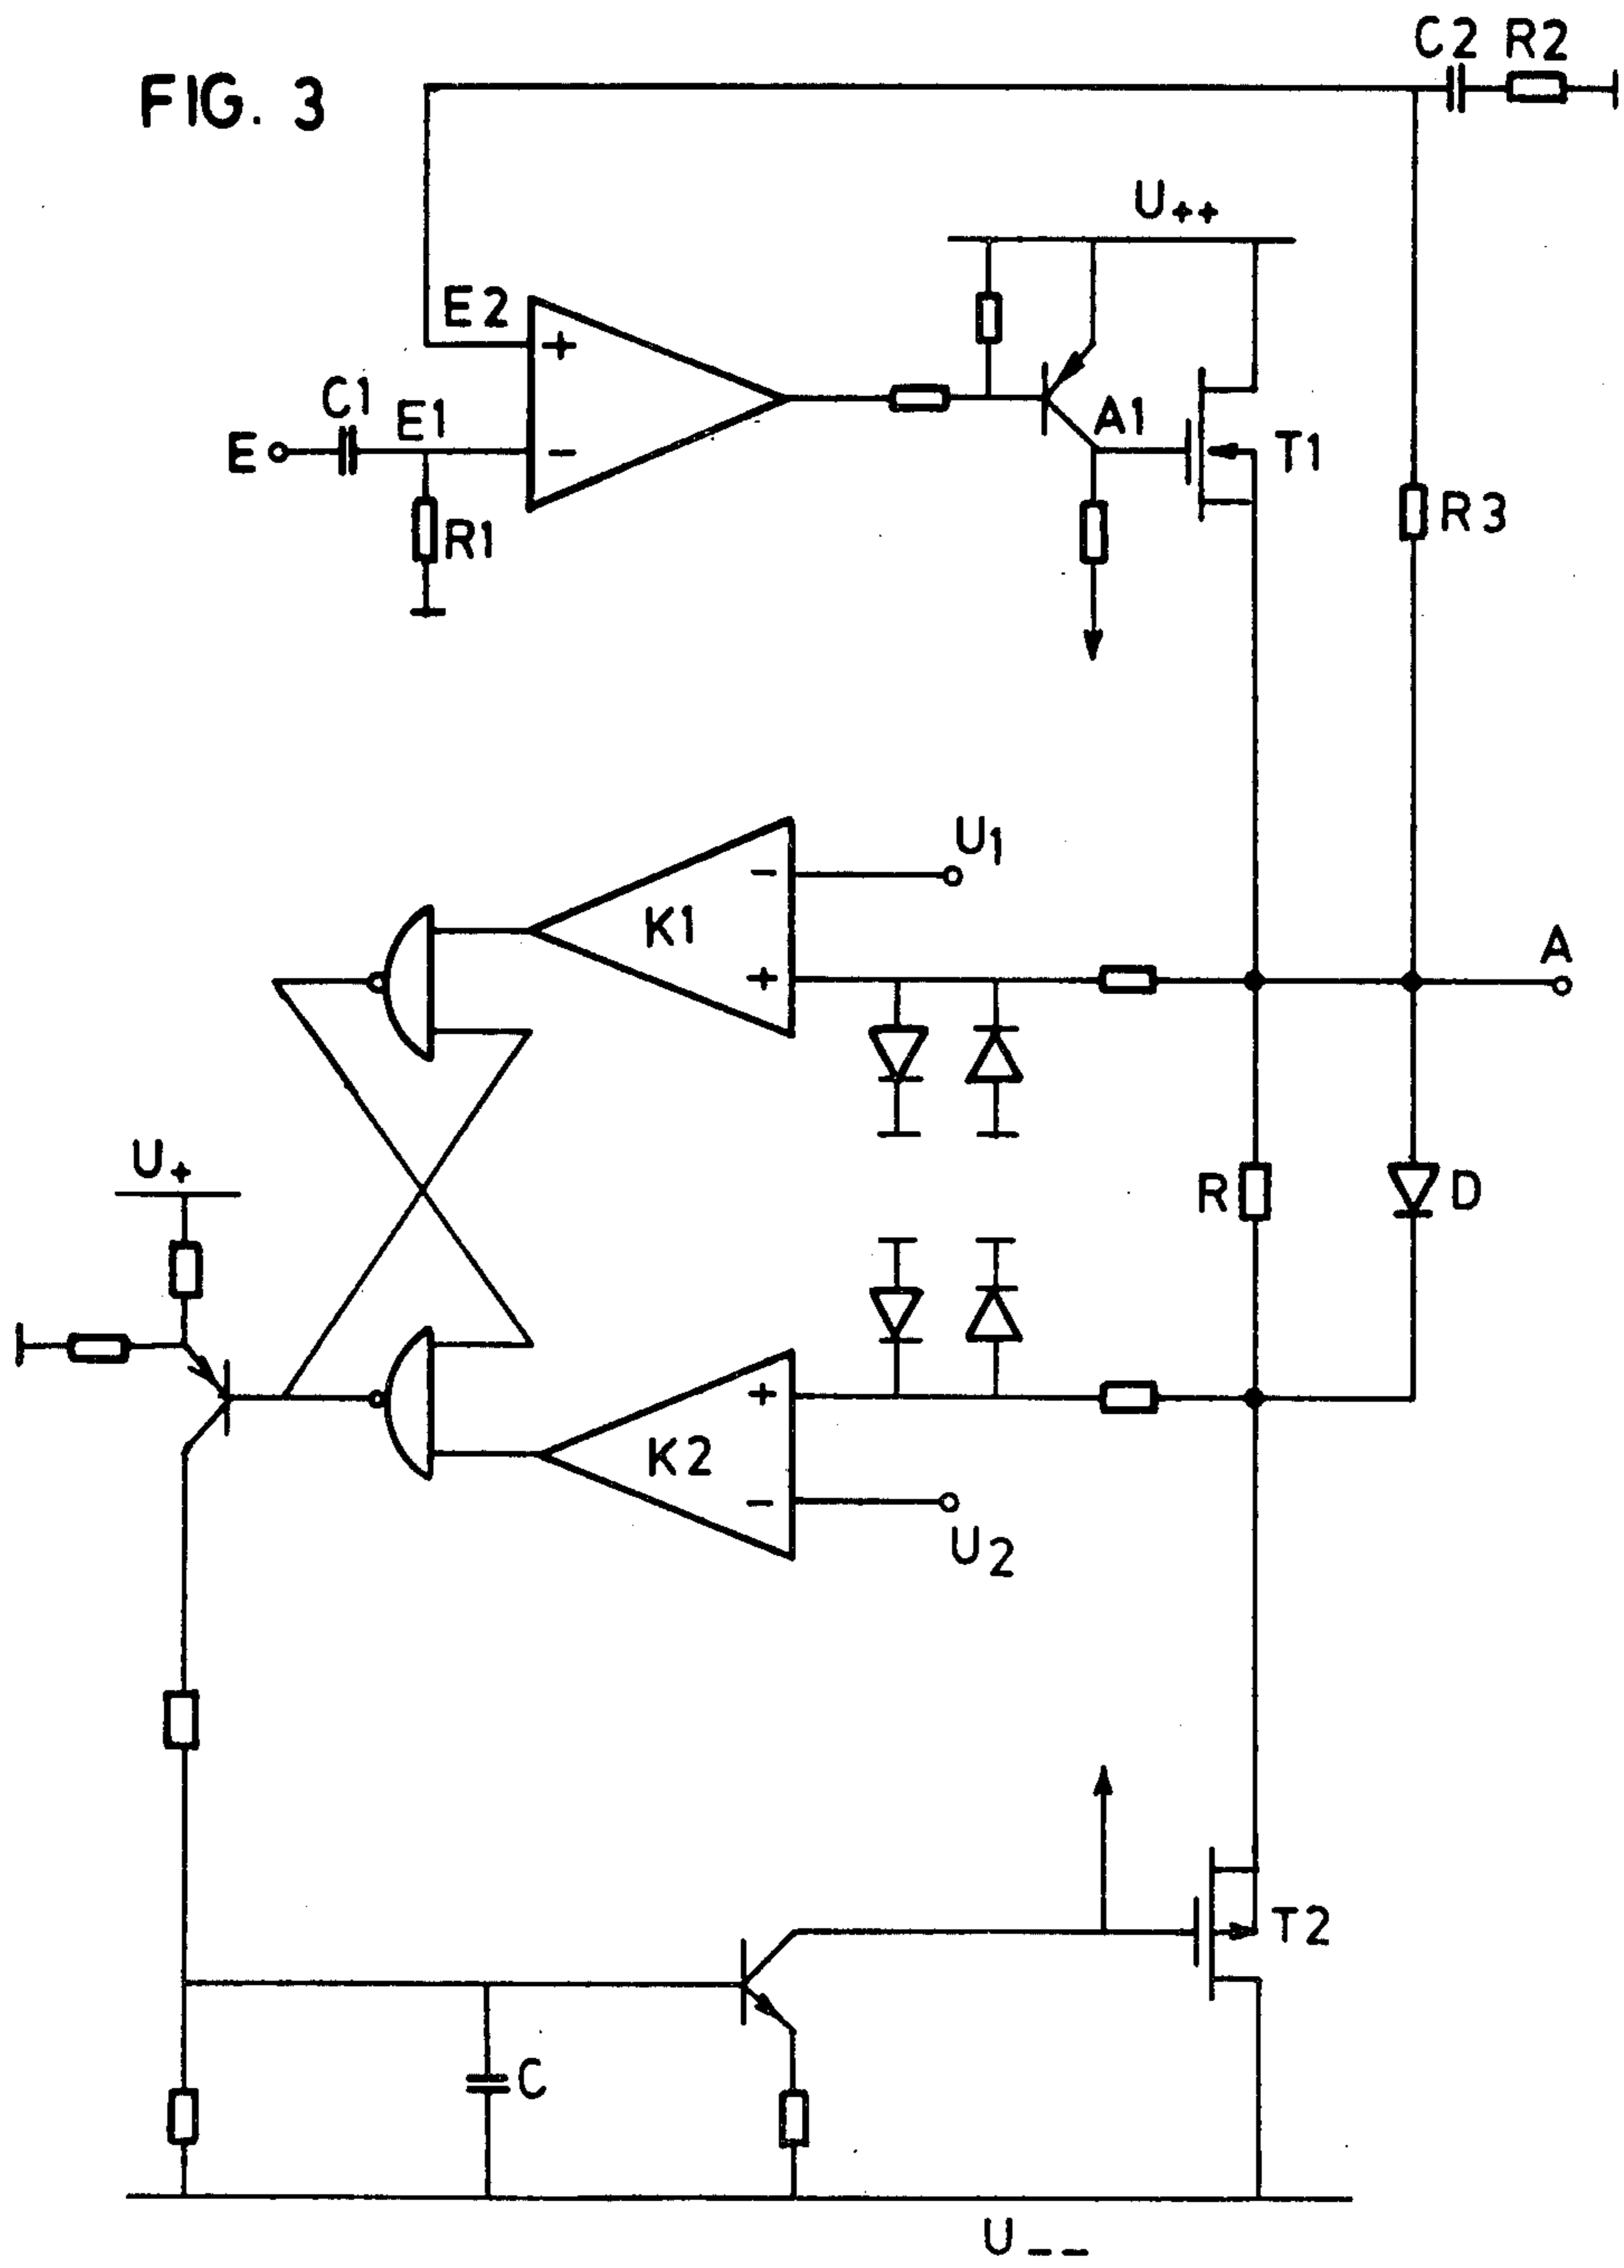 FIG. 3
C2 R2
U++
E2
+
C1
E1
A1
E
-
T1
R1
R3
U1
-
K1
A
+
U+
R
D
+
K2
-
U2
T2
C
U--